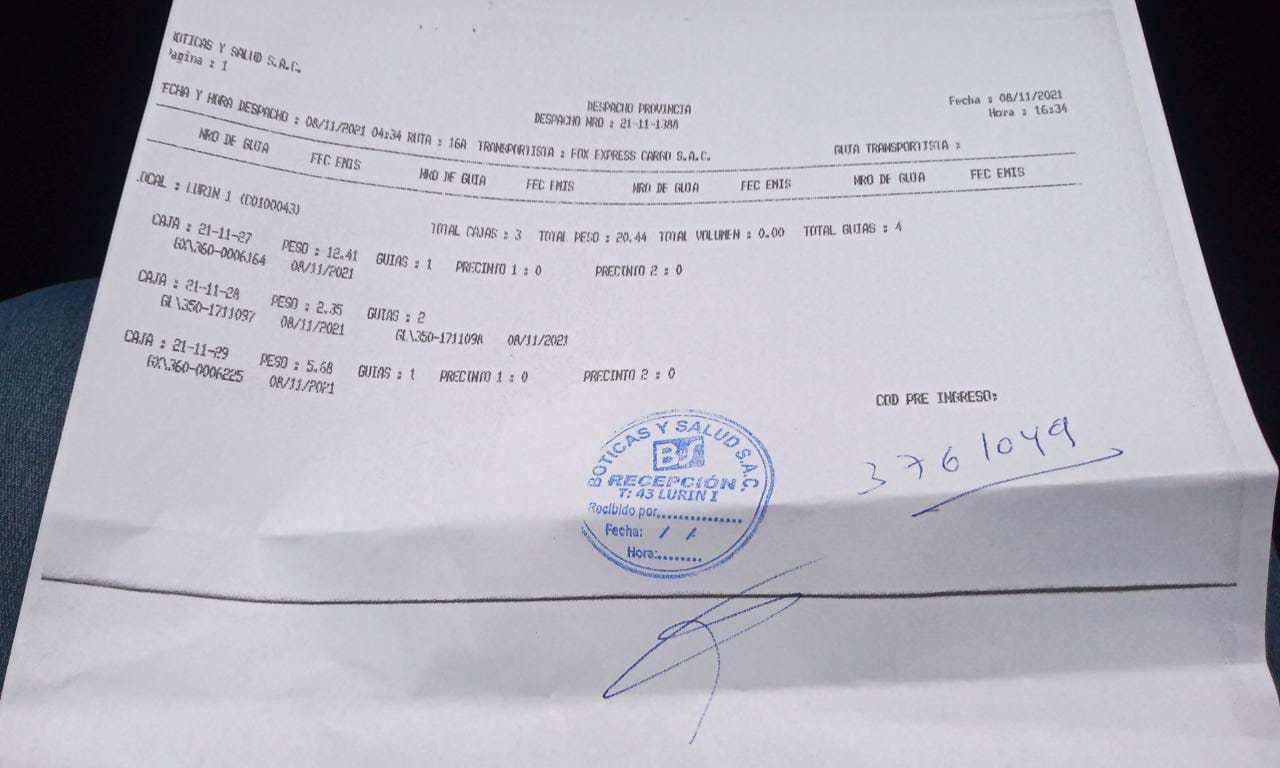 BOTICAS Y SALUD S.A.C.
Pagina : 1
DESPACHO PROVINCIA
DESPACHO NRO : 21-11-1388
Fecha : 08/11/2021
Hora : 16:34
FECHA Y HORA DESPACHO : 08/11/2021 04:34 RUTA : 16A TRANSPORTISTA : FOX EXPRESS CARGO S.A.C. GUIA TRANSPORTISTA :
NRO DE GUIA FEC EMIS NRO DE GUIA FEC EMIS NRO DE GUIA FEC EMIS NRO DE GUIA FEC EMIS
LOCAL : LURIN 1 (C0100043) TOTAL CAJAS : 3 TOTAL PESO : 20.44 TOTAL VOLUMEN : 0.00 TOTAL GUIAS : 4
CAJA : 21-11-27 PESO : 12.41 GUIAS : 1 PRECINTO 1 : 0 PRECINTO 2 : 0
GX\360-0006164 08/11/2021
CAJA : 21-11-28 PESO : 2.35 GUIAS : 2
GL\350-1711097 08/11/2021 GL\350-1711098 08/11/2021
CAJA : 21-11-29 PESO : 5.68 GUIAS : 1 PRECINTO 1 : 0 PRECINTO 2 : 0
GX\360-0006225 08/11/2021
COD PRE INGRESO:
3761049
BOTICAS Y SALUD S.A.C.
BS
RECEPCIÓN
T: 43 LURIN I
Recibido por..............
Fecha: / /
Hora:........